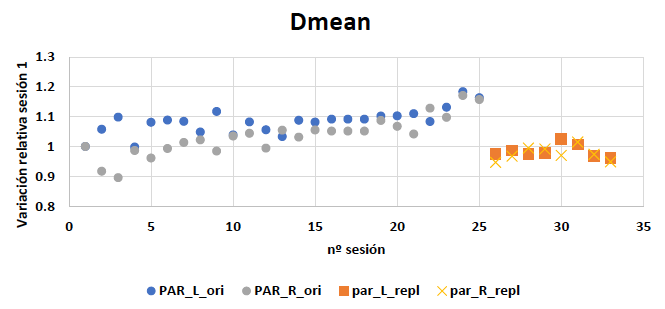 Dmean
Variación relativa sesión 1
1.3
1.2
1.1
1
0.9
0.8
0 5 10 15 20 25 30 35
nº sesión
PAR_L_ori PAR_R_ori par_L_repl par_R_repl